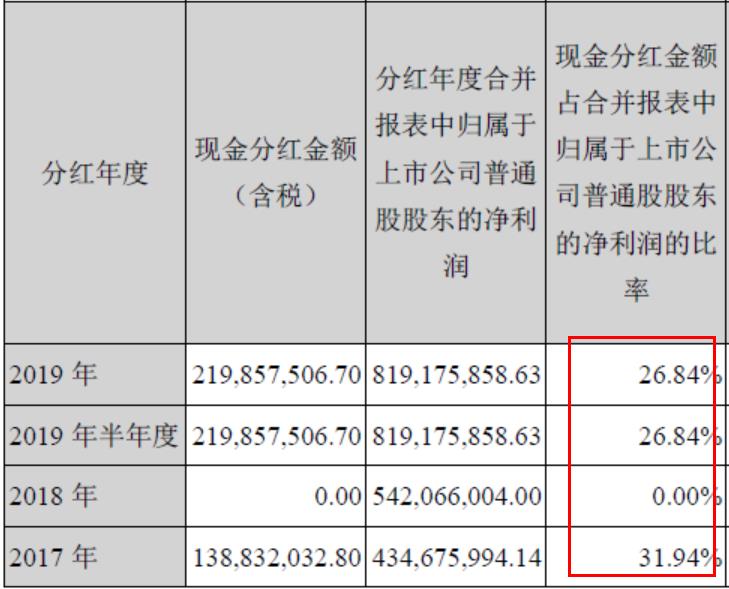 分红年度
现金分红金额
（含税）
分红年度合并
报表中归属于
上市公司普通
股股东的净利
润
现金分红金额
占合并报表中
归属于上市公
司普通股股东
的净利润的比
率
2019 年 219,857,506.70 819,175,858.63 26.84%
2019 年半年度 219,857,506.70 819,175,858.63 26.84%
2018 年 0.00 542,066,004.00 0.00%
2017 年 138,832,032.80 434,675,994.14 31.94%